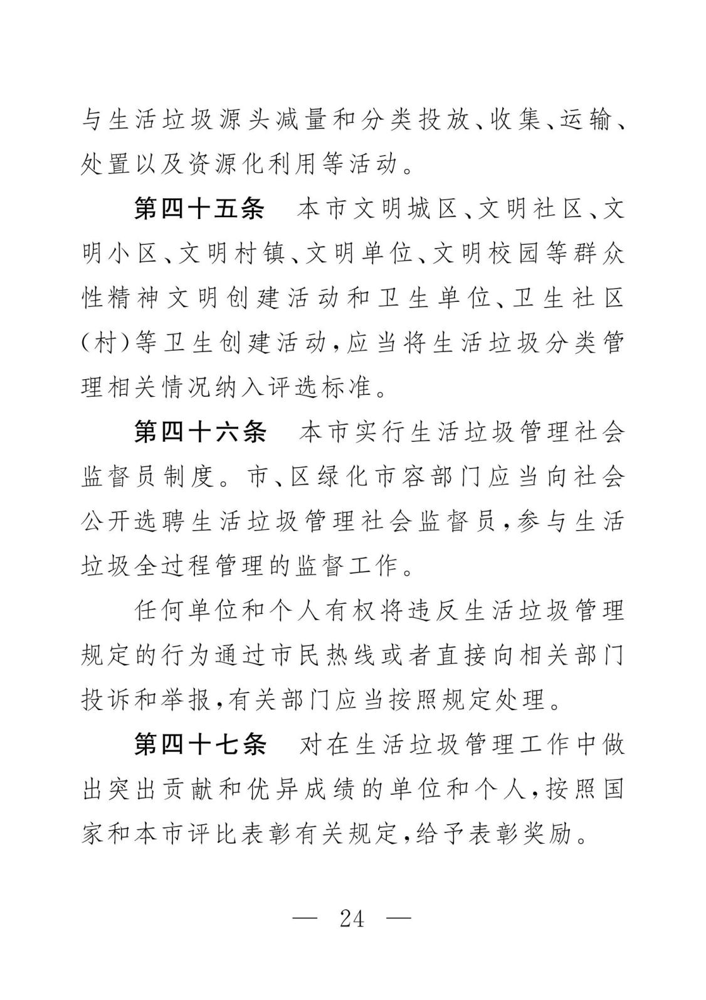 与生活垃圾源头减量和分类投放、收集、运输、
处置以及资源化利用等活动。
第四十五条　本市文明城区、文明社区、文
明小区、文明村镇、文明单位、文明校园等群众
性精神文明创建活动和卫生单位、卫生社区
(村)等卫生创建活动,应当将生活垃圾分类管
理相关情况纳入评选标准。
第四十六条　本市实行生活垃圾管理社会
监督员制度。市、区绿化市容部门应当向社会
公开选聘生活垃圾管理社会监督员,参与生活
垃圾全过程管理的监督工作。
任何单位和个人有权将违反生活垃圾管理
规定的行为通过市民热线或者直接向相关部门
投诉和举报,有关部门应当按照规定处理。
第四十七条　对在生活垃圾管理工作中做
出突出贡献和优异成绩的单位和个人,按照国
家和本市评比表彰有关规定,给予表彰奖励。
— 24 —